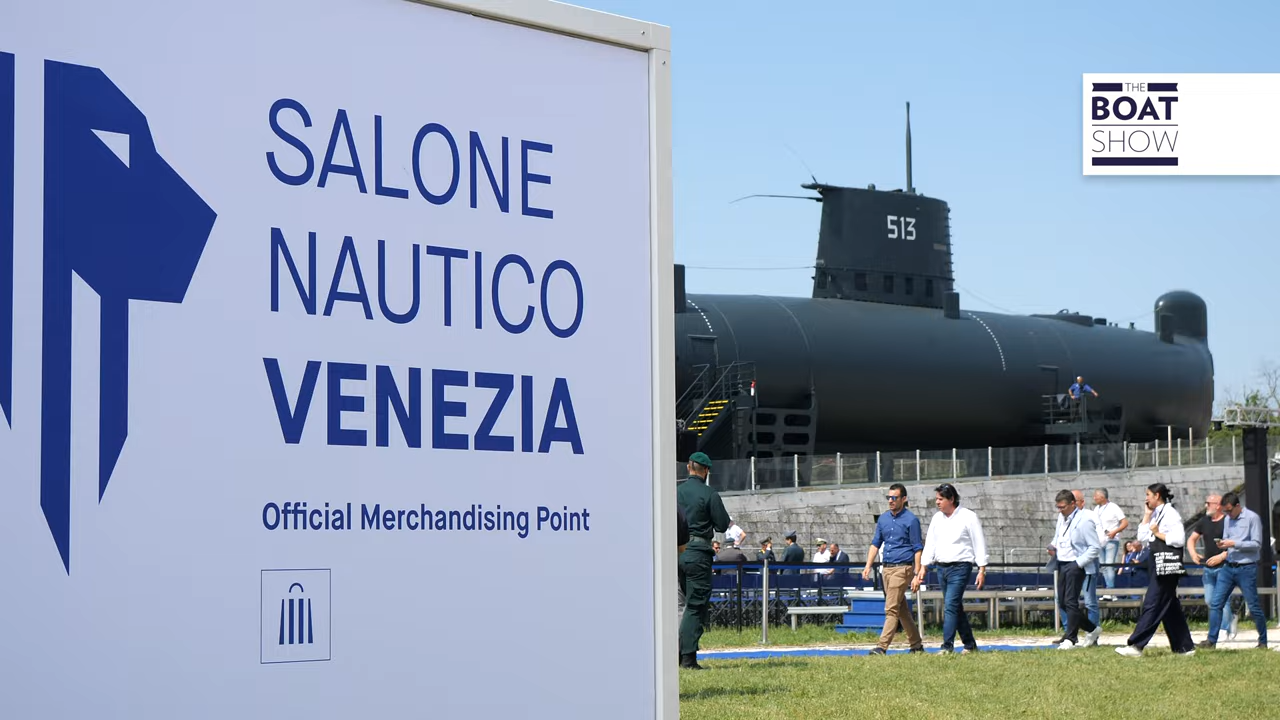 SALONE
NAUTICO
VENEZIA
Official Merchandising Point
THE
BOAT
SHOW
513